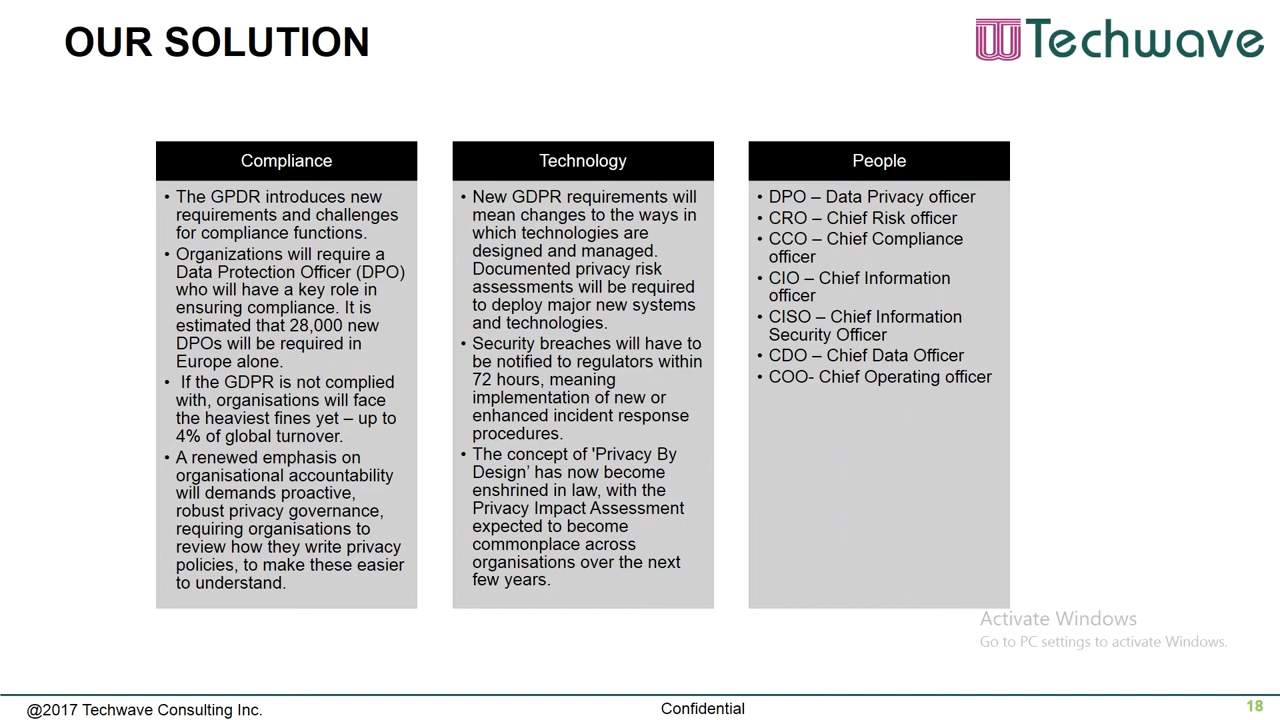 OUR SOLUTION
Techwave
Compliance
• The GPDR introduces new
requirements and challenges
for compliance functions.
• Organizations will require a
Data Protection Officer (DPO)
who will have a key role in
ensuring compliance. It is
estimated that 28,000 new
DPOs will be required in
Europe alone.
• If the GDPR is not complied
with, organisations will face
the heaviest fines yet – up to
4% of global turnover.
• A renewed emphasis on
organisational accountability
will demands proactive,
robust privacy governance,
requiring organisations to
review how they write privacy
policies, to make these easier
to understand.
Technology
• New GDPR requirements will
mean changes to the ways in
which technologies are
designed and managed.
Documented privacy risk
assessments will be required
to deploy major new systems
and technologies.
• Security breaches will have to
be notified to regulators within
72 hours, meaning
implementation of new or
enhanced incident response
procedures.
• The concept of 'Privacy By
Design’ has now become
enshrined in law, with the
Privacy Impact Assessment
expected to become
commonplace across
organisations over the next
few years.
People
• DPO – Data Privacy officer
• CRO – Chief Risk officer
• CCO – Chief Compliance
officer
• CIO – Chief Information
officer
• CISO – Chief Information
Security Officer
• CDO – Chief Data Officer
• COO- Chief Operating officer
Activate Windows
Go to PC settings to activate Windows.
@2017 Techwave Consulting Inc.
Confidential
18